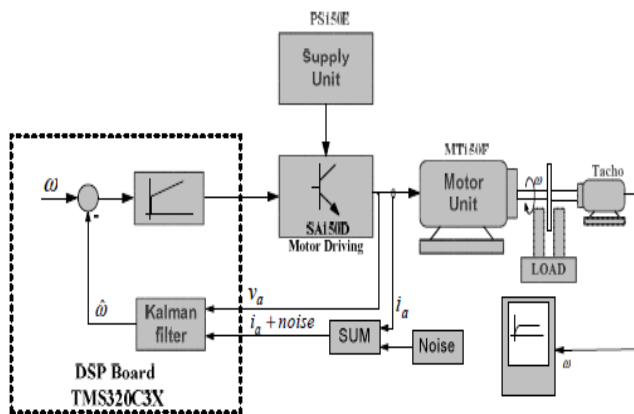 PS150E
Supply
Unit
MT150F
Motor
Unit
ω
Tacho
ω
-
SA150D
Motor Driving
LOAD
ω̂
Kalman
filter
v_a
i_a + noise
i_a
SUM
Noise
ω
DSP Board
TMS320C3X